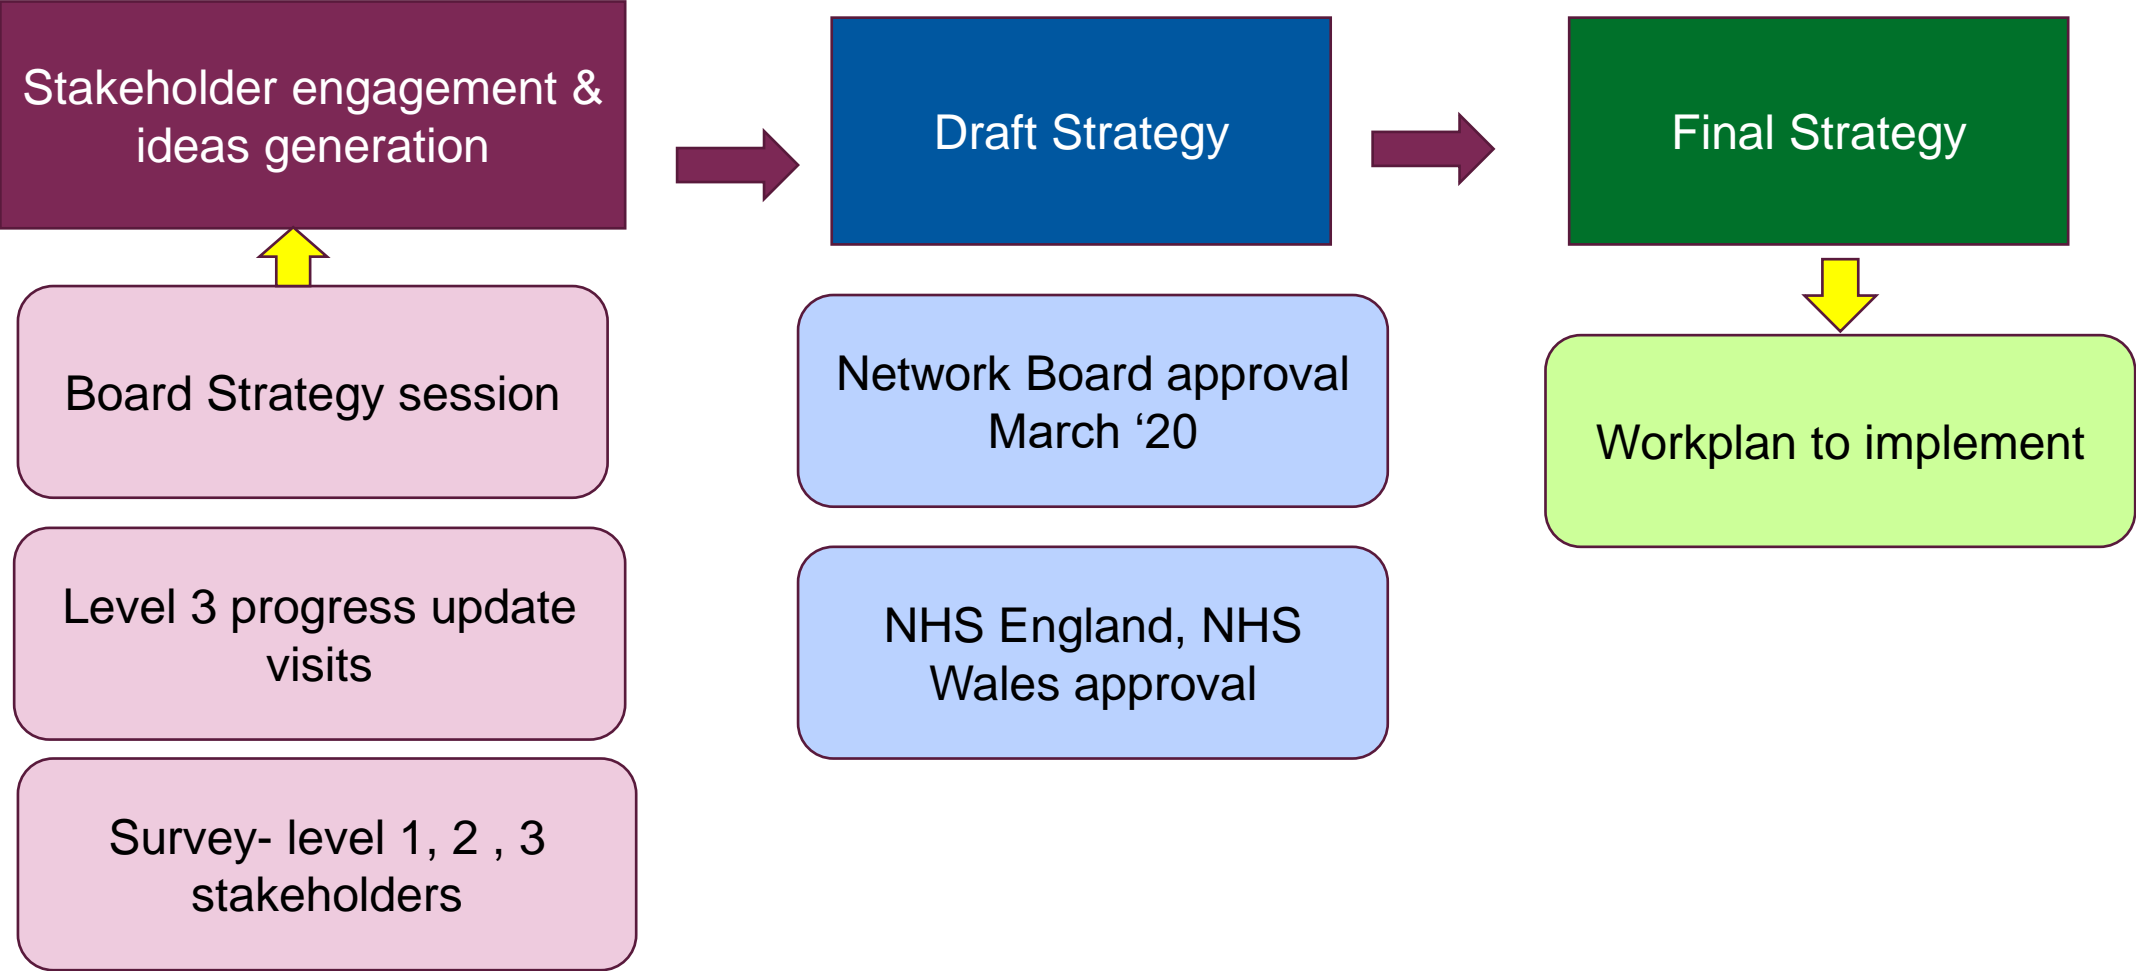 Stakeholder engagement &
ideas generation
Draft Strategy
Final Strategy
Board Strategy session
Level 3 progress update
visits
Survey- level 1, 2 , 3
stakeholders
Network Board approval
March ‘20
NHS England, NHS
Wales approval
Workplan to implement